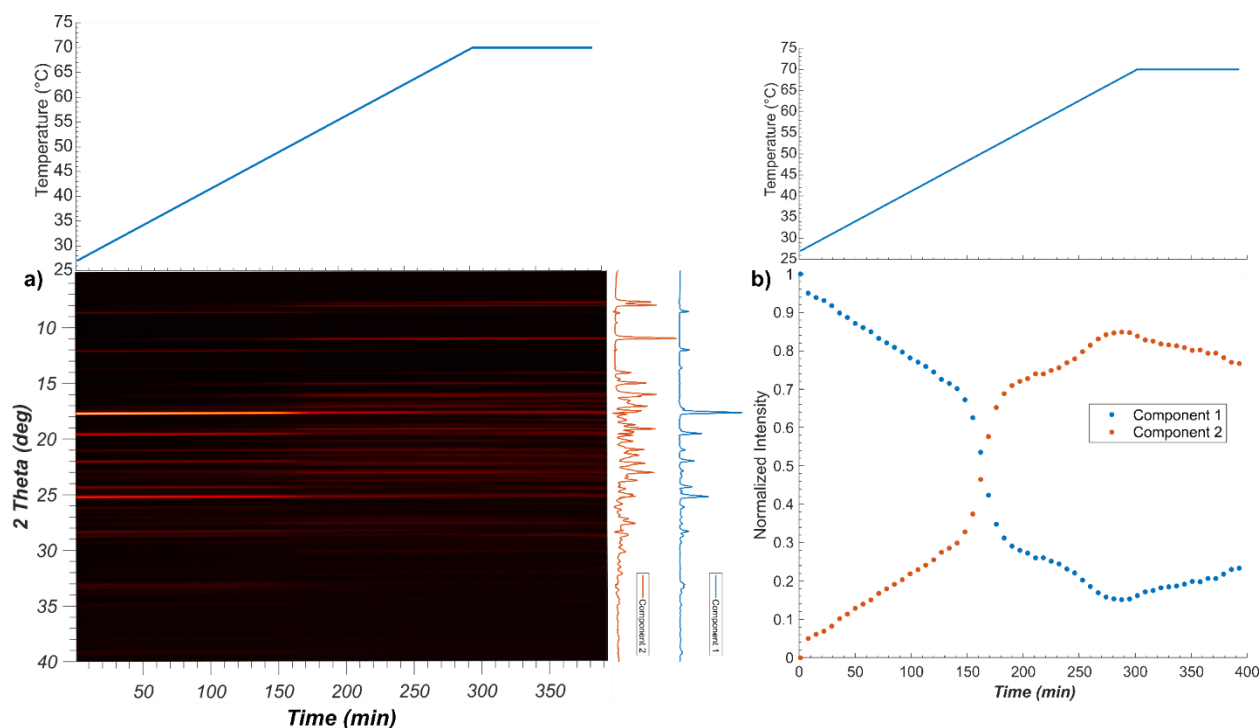 75
70
65
60
55
50
45
40
35
30
25
Temperature (°C)
a)
5
10
15
20
25
30
35
40
2 Theta (deg)
50 100 150 200 250 300 350
Time (min)
Component 2
Component 1
75
70
65
60
55
50
45
40
35
30
25
Temperature (°C)
b)
1
0.9
0.8
0.7
0.6
0.5
0.4
0.3
0.2
0.1
0
Normalized Intensity
Component 1
Component 2
0 50 100 150 200 250 300 350 400
Time (min)